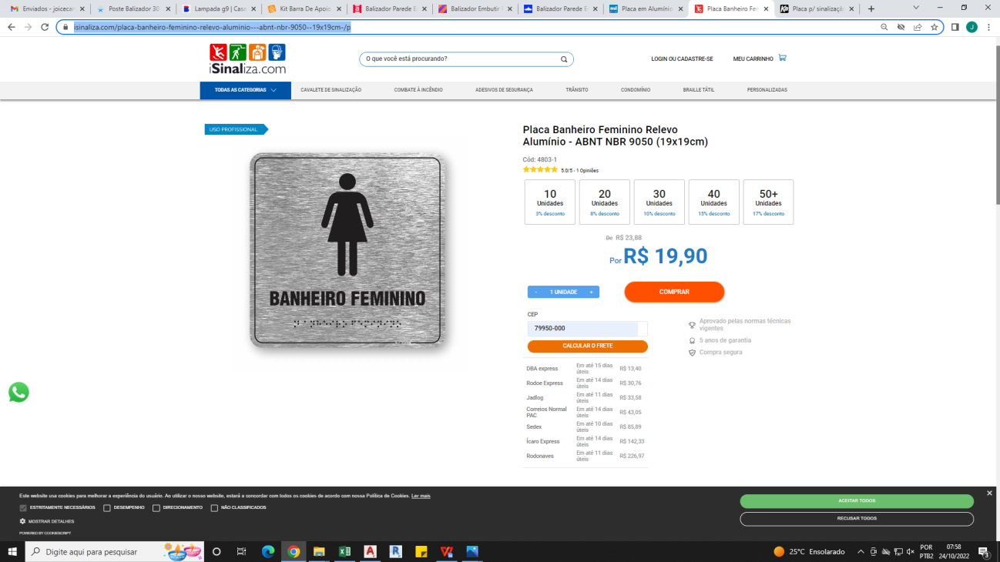 Enviados - joicecar
Poste Balizador 30
Lampada g9 | Casa
Kit Barra De Apoio
Balizador Parede E
Balizador Embutir
Balizador Parede E
Placa em Alumínio
Placa Banheiro Fem
Placa p/ sinalização
isinaliza.com/placa-banheiro-feminino-relevo-aluminio---abnt-nbr-9050--19x19cm-/p
J
iSinaliza.com
O que você está procurando?
LOGIN OU CADASTRE-SE
MEU CARRINHO
TODAS AS CATEGORIAS
CAVALETE DE SINALIZAÇÃO
COMBATE À INCÊNDIO
ADESIVOS DE SEGURANÇA
TRÂNSITO
CONDOMÍNIO
BRAILLE TÁTIL
PERSONALIZADAS
USO PROFISSIONAL
BANHEIRO FEMININO
Placa Banheiro Feminino Relevo
Alumínio - ABNT NBR 9050 (19x19cm)
Cód: 4803-1
5.0/5 - 1 Opiniões
10
Unidades
3% desconto
20
Unidades
8% desconto
30
Unidades
10% desconto
40
Unidades
15% desconto
50+
Unidades
17% desconto
De R$ 23,88
Por R$ 19,90
- 1 UNIDADE +
COMPRAR
CEP
79950-000
CALCULAR O FRETE
Aprovado pelas normas técnicas
vigentes
5 anos de garantia
Compra segura
DBA express Em até 15 dias úteis R$ 13,40
Rodoe Express Em até 14 dias úteis R$ 30,76
Jadlog Em até 11 dias úteis R$ 33,58
Correios Normal PAC Em até 14 dias úteis R$ 43,05
Sedex Em até 10 dias úteis R$ 85,89
Ícaro Express Em até 14 dias úteis R$ 142,33
Rodonaves Em até 11 dias úteis R$ 226,97
Este website usa cookies para melhorar a experiência do usuário. Ao utilizar o nosso website, estará a concordar com todos os cookies de acordo com nossa Política de Cookies. Ler mais
ESTRITAMENTE NECESSÁRIOS
DESEMPENHO
DIRECIONAMENTO
NÃO CLASSIFICADOS
MOSTRAR DETALHES
POWERED BY COOKIESCRIPT
ACEITAR TODOS
RECUSAR TODOS
Digite aqui para pesquisar
25°C Ensolarado
POR
PTB2
07:58
24/10/2022
3